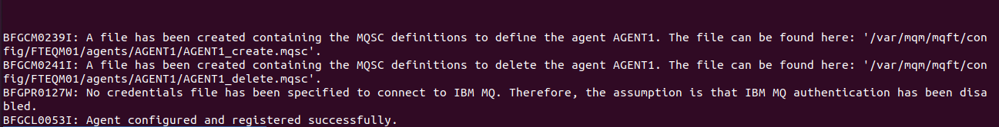 BFGCM0239I: A file has been created containing the MQSC definitions to define the agent AGENT1. The file can be found here: '/var/mqm/mqft/con
fig/FTEQM01/agents/AGENT1/AGENT1_create.mqsc'.
BFGCM0241I: A file has been created containing the MQSC definitions to delete the agent AGENT1. The file can be found here: '/var/mqm/mqft/con
fig/FTEQM01/agents/AGENT1/AGENT1_delete.mqsc'.
BFGPR0127W: No credentials file has been specified to connect to IBM MQ. Therefore, the assumption is that IBM MQ authentication has been disa
bled.
BFGCL0053I: Agent configured and registered successfully.